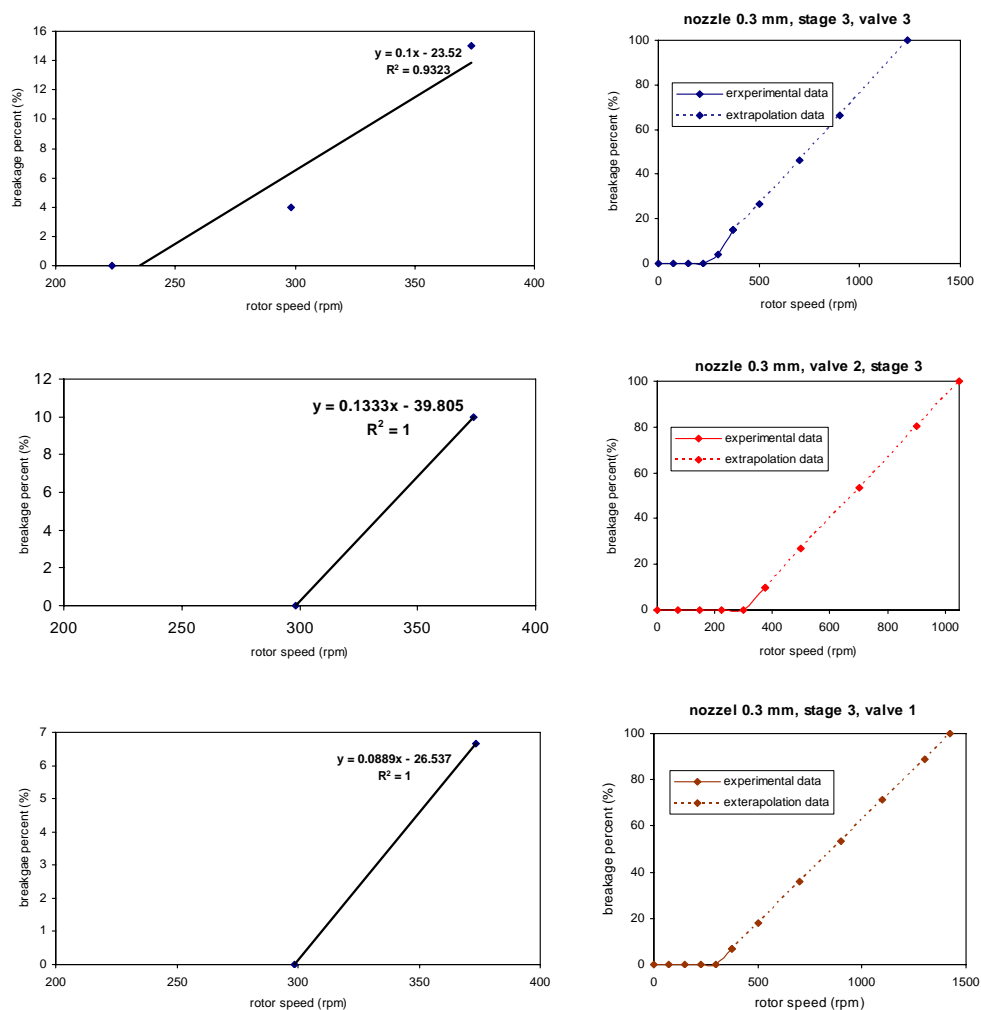 16
14
12
10
8
6
4
2
0
200
250
300
350
400
breakage percent (%)
rotor speed (rpm)
y = 0.1x - 23.52
R² = 0.9323
nozzle 0.3 mm, stage 3, valve 3
100
80
60
40
20
0
0
500
1000
1500
breakage percent (%)
rotor speed (rpm)
erxperimental data
extrapolation data
12
10
8
6
4
2
0
200
250
300
350
400
breakage percent (%)
rotor speed (rpm)
y = 0.1333x - 39.805
R² = 1
nozzle 0.3 mm, valve 2, stage 3
100
80
60
40
20
0
0
200
400
600
800
1000
breakage percent(%)
rotor speed (rpm)
experimental data
extrapolation data
7
6
5
4
3
2
1
0
200
250
300
350
400
breakgae percent (%)
rotor speed (rpm)
y = 0.0889x - 26.537
R² = 1
nozzel 0.3 mm, stage 3, valve 1
100
80
60
40
20
0
0
500
1000
1500
breakage percent (%)
rotor speed (rpm)
experimental data
exterapolation data